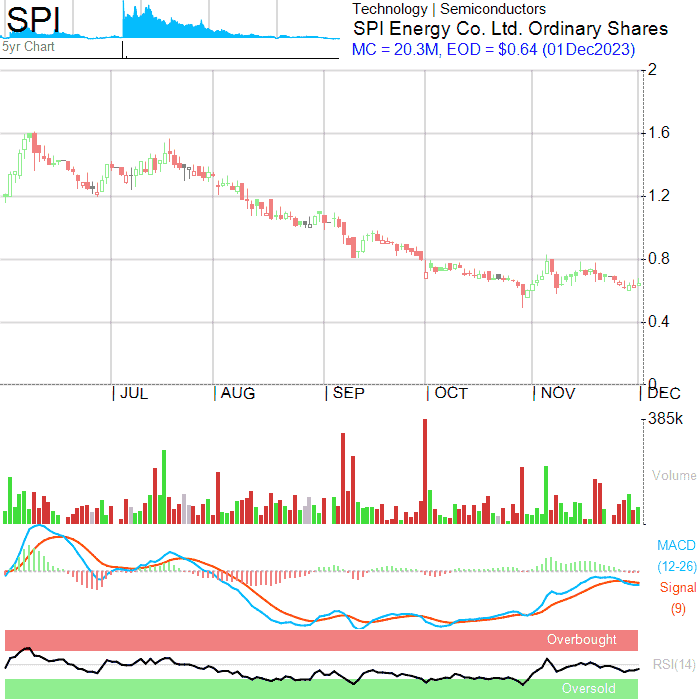 SPI
5yr Chart
Technology | Semiconductors
SPI Energy Co. Ltd. Ordinary Shares
MC = 20.3M, EOD = $0.64 (01Dec2023)
2
1.6
1.2
0.8
0.4
0
JUL AUG SEP OCT NOV DEC
385k
Volume
MACD
(12-26)
Signal
(9)
Overbought
RSI(14)
Oversold